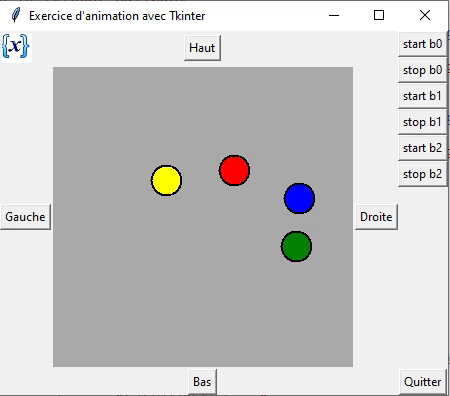 Exercice d'animation avec Tkinter
{x}
Haut
start b0
stop b0
start b1
stop b1
start b2
stop b2
Gauche
Droite
Bas
Quitter